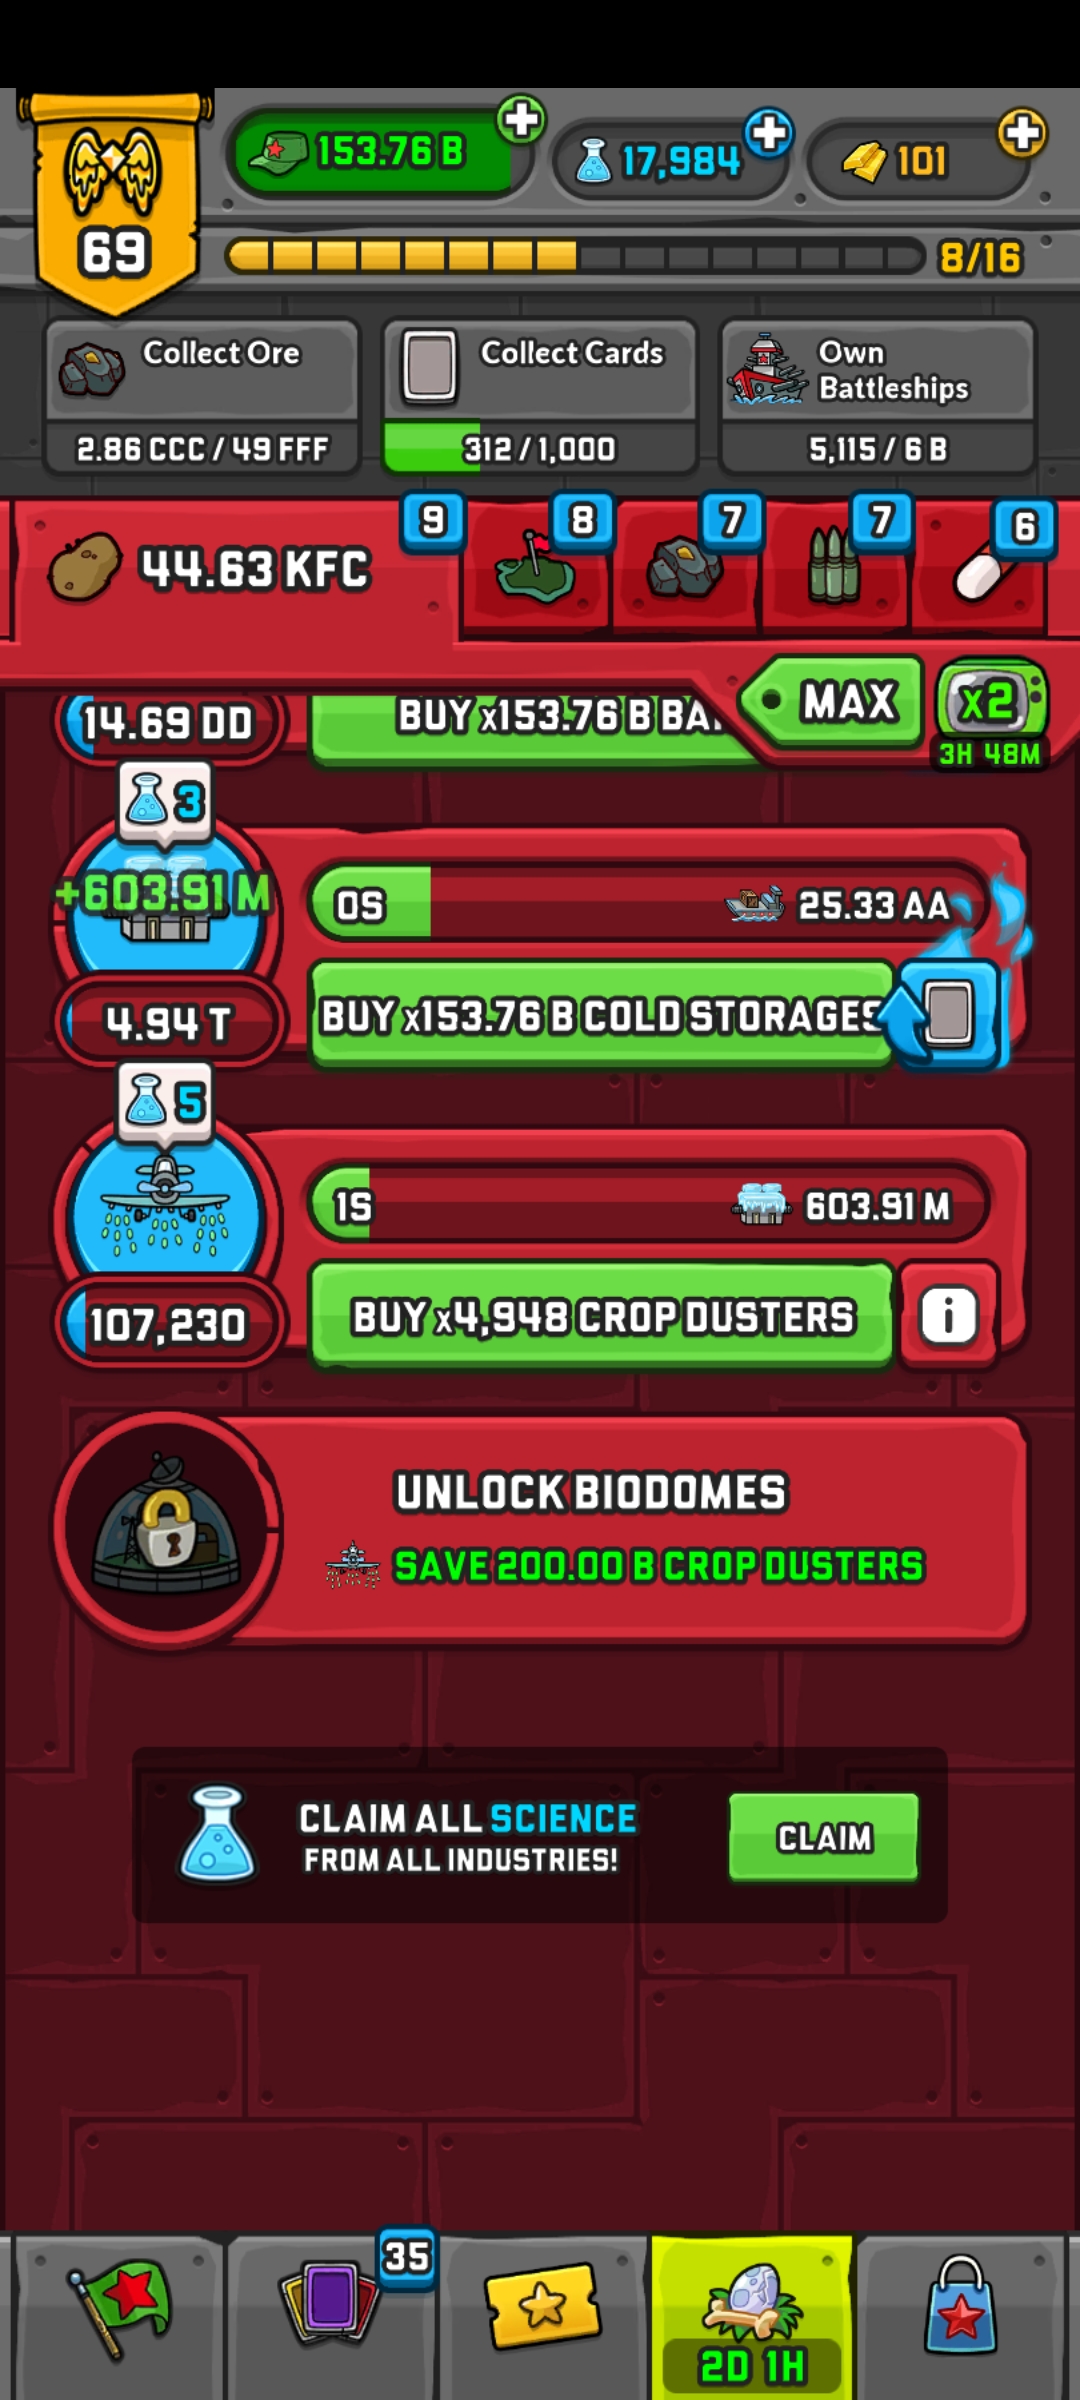 153.76 B
17,984
101
69
8/16
Collect Ore
2.86 CCC / 49 FFF
Collect Cards
312 / 1,000
Own
Battleships
5,115 / 6 B
44.63 KFC
9
8
7
7
6
MAX
x2
3H 48M
14.69 DD
BUY x153.76 B BA
3
+603.91 M
0S
25.33 AA
4.94 T
BUY x153.76 B COLD STORAGES
5
1S
603.91 M
107,230
BUY x4,948 CROP DUSTERS
i
UNLOCK BIODOMES
SAVE 200.00 B CROP DUSTERS
CLAIM ALL SCIENCE
FROM ALL INDUSTRIES!
CLAIM
35
2D 1H